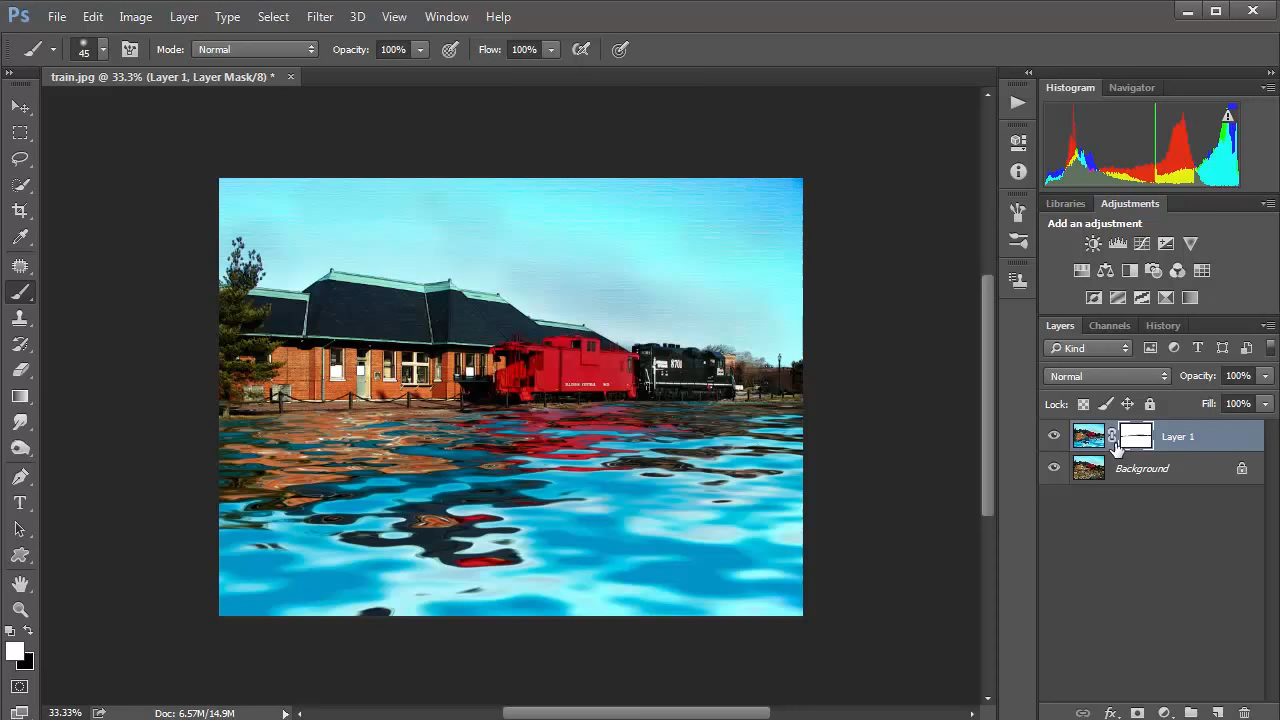 Ps File Edit Image Layer Type Select Filter 3D View Window Help
45 Mode: Normal Opacity: 100% Flow: 100%
train.jpg @ 33.3% (Layer 1, Layer Mask/8) *
Histogram Navigator
Libraries Adjustments
Add an adjustment
Layers Channels History
Kind
Normal Opacity: 100%
Lock: Fill: 100%
Layer 1
Background
8701
33.33% Doc: 6.57M/14.9M